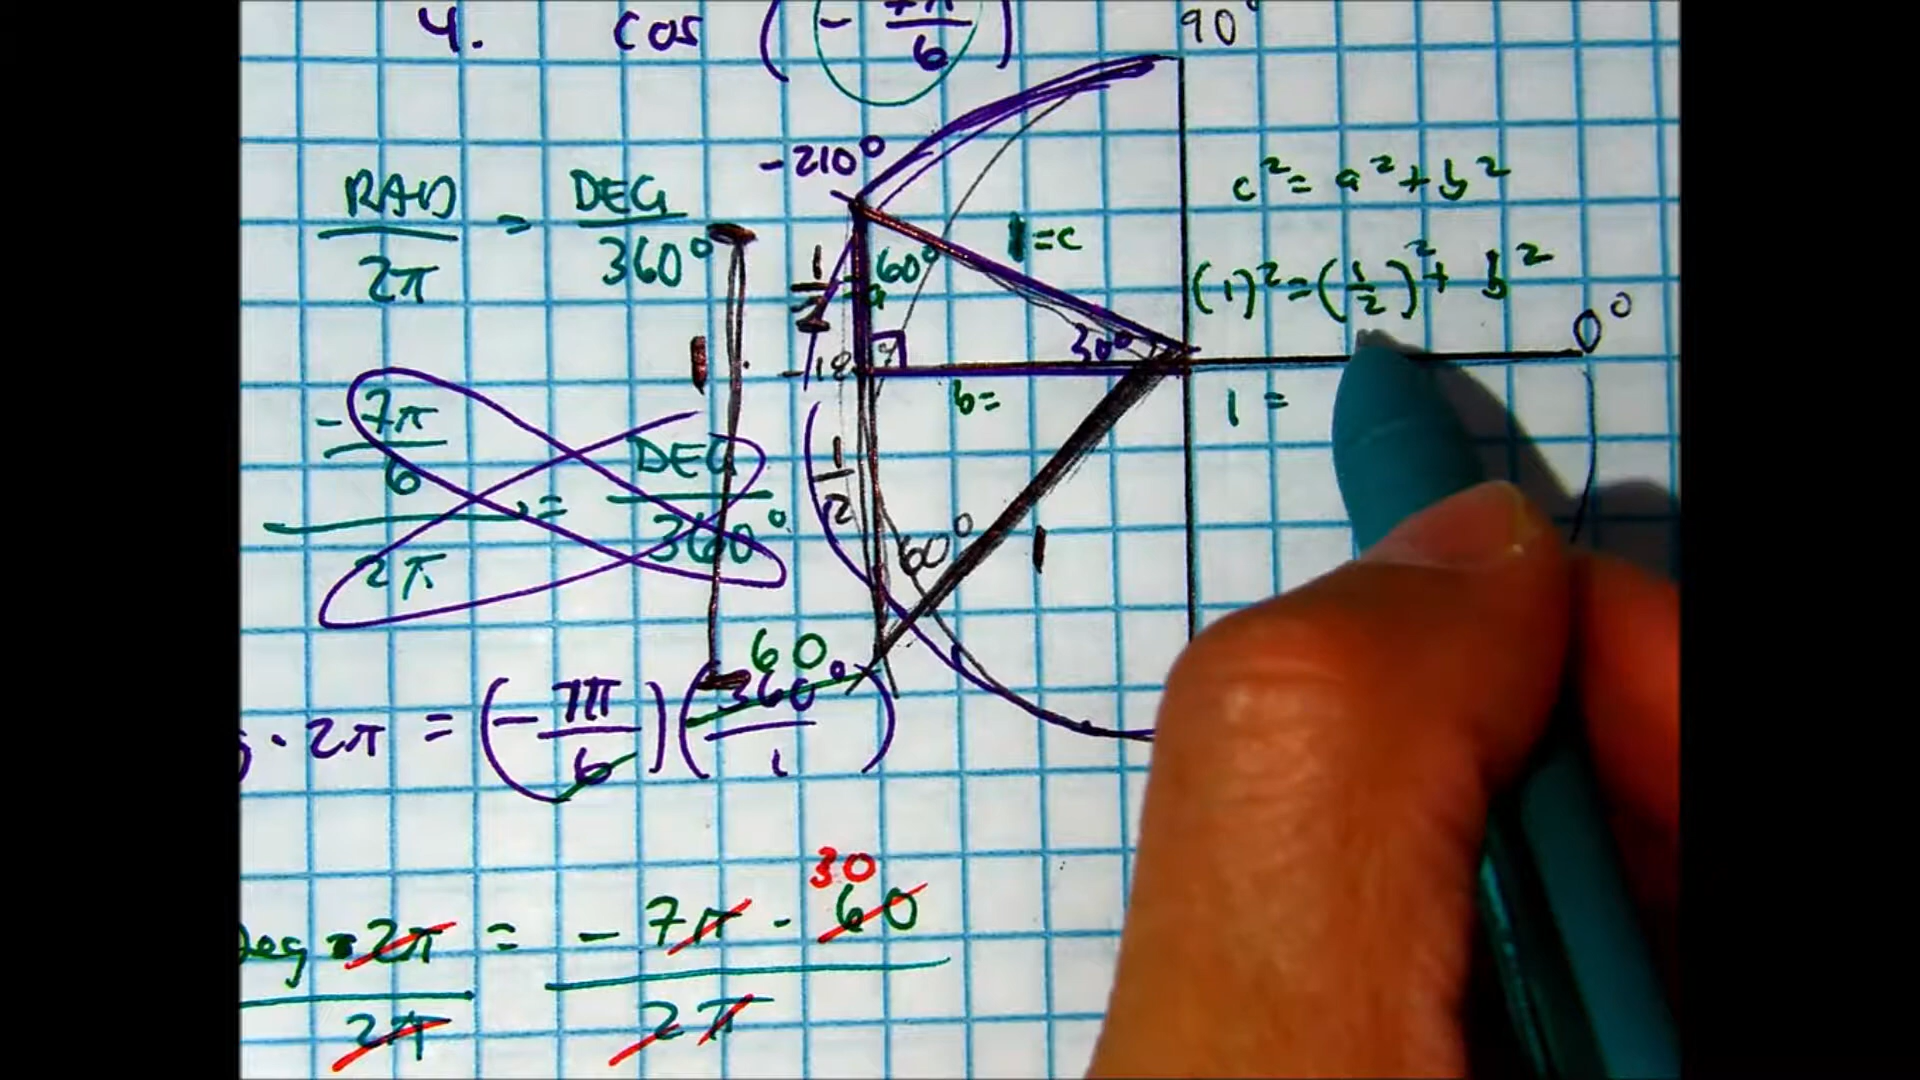 4. cos (- 7π/6)
90°
-210°
RAD/2π = DEG/360°
c² = a² + b²
1=c
1/2 = a
60°
(1)² = (1/2)² + b²
0°
1
30°
b=
1 =
-7π/6 / 2π = DEG/360°
1/2
60°
1
60
· 2π = (- 7π/6)(360°/1)
30
Deg · 2π / 2π = -7π · 60 / 2π